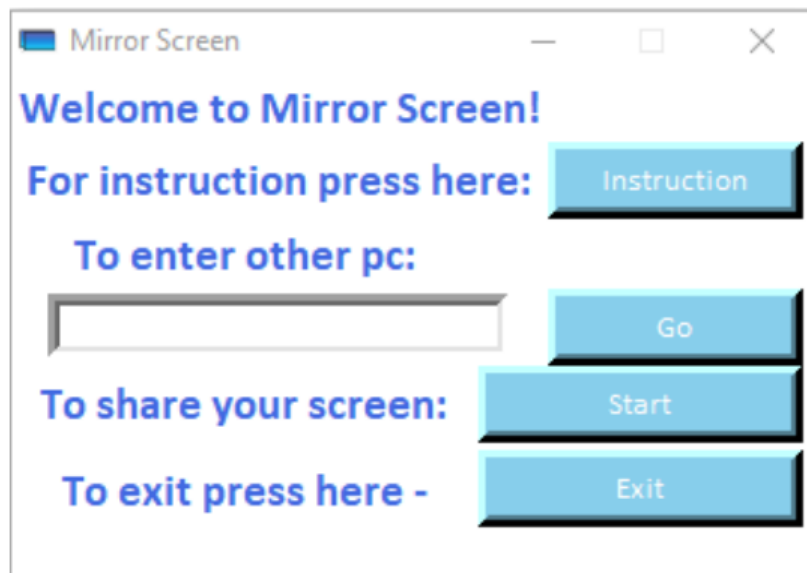 Mirror Screen
Welcome to Mirror Screen!
For instruction press here: Instruction
To enter other pc:
Go
To share your screen: Start
To exit press here - Exit